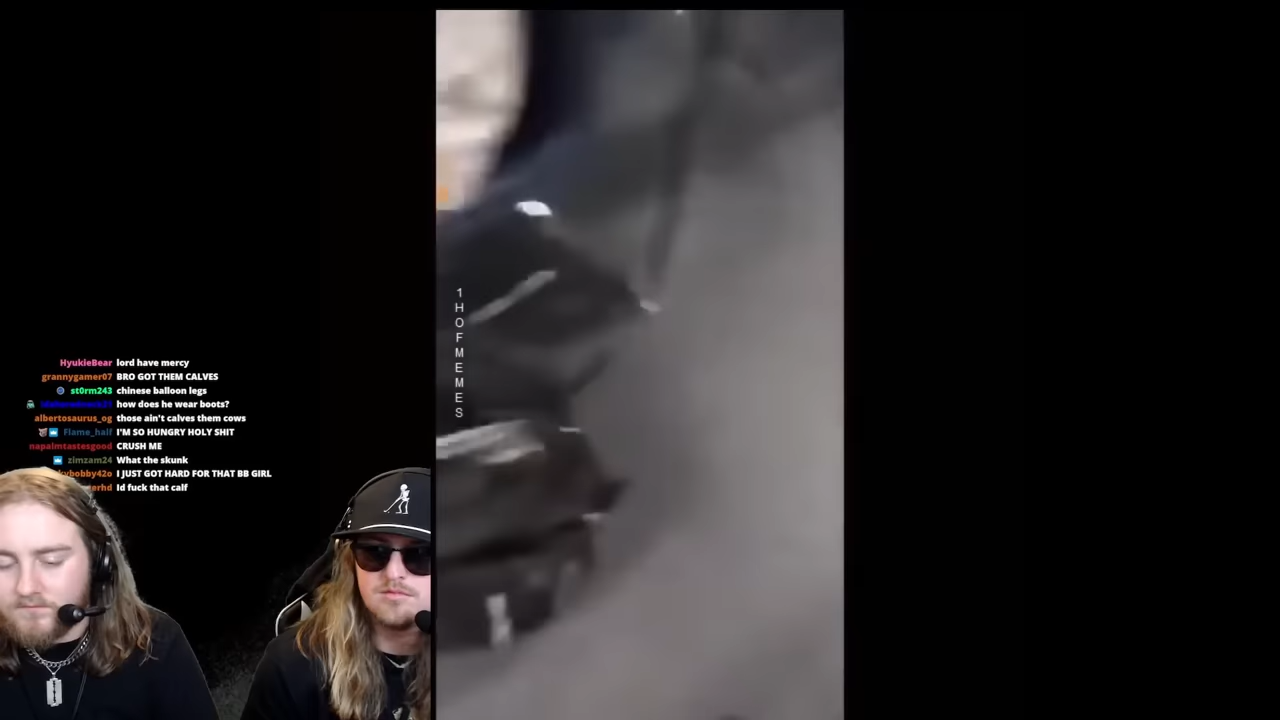 HyukieBear lord have mercy
grannygamer07 BRO GOT THEM CALVES
st0rm243 chinese balloon legs
how does he wear boots?
albertosaurus_og those ain't calves them cows
Flame_half I'M SO HUNGRY HOLY SHIT
napalmtastesgood CRUSH ME
zimzam24 What the skunk
kybobby42o I JUST GOT HARD FOR THAT BB GIRL
rhd Id fuck that calf
1HOFMEMES